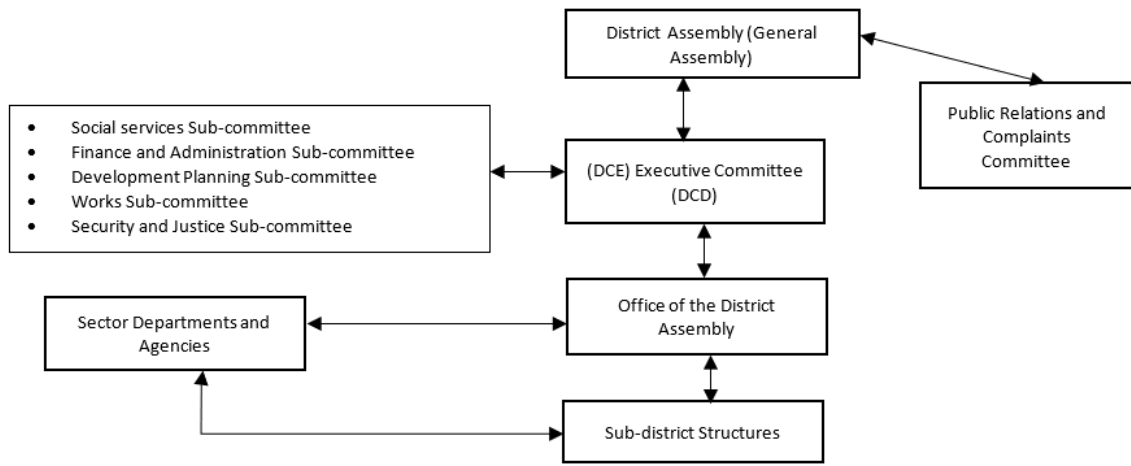 District Assembly (General
Assembly)
Public Relations and
Complaints
Committee
• Social services Sub-committee
• Finance and Administration Sub-committee
• Development Planning Sub-committee
• Works Sub-committee
• Security and Justice Sub-committee
(DCE) Executive Committee
(DCD)
Office of the District
Assembly
Sector Departments and
Agencies
Sub-district Structures